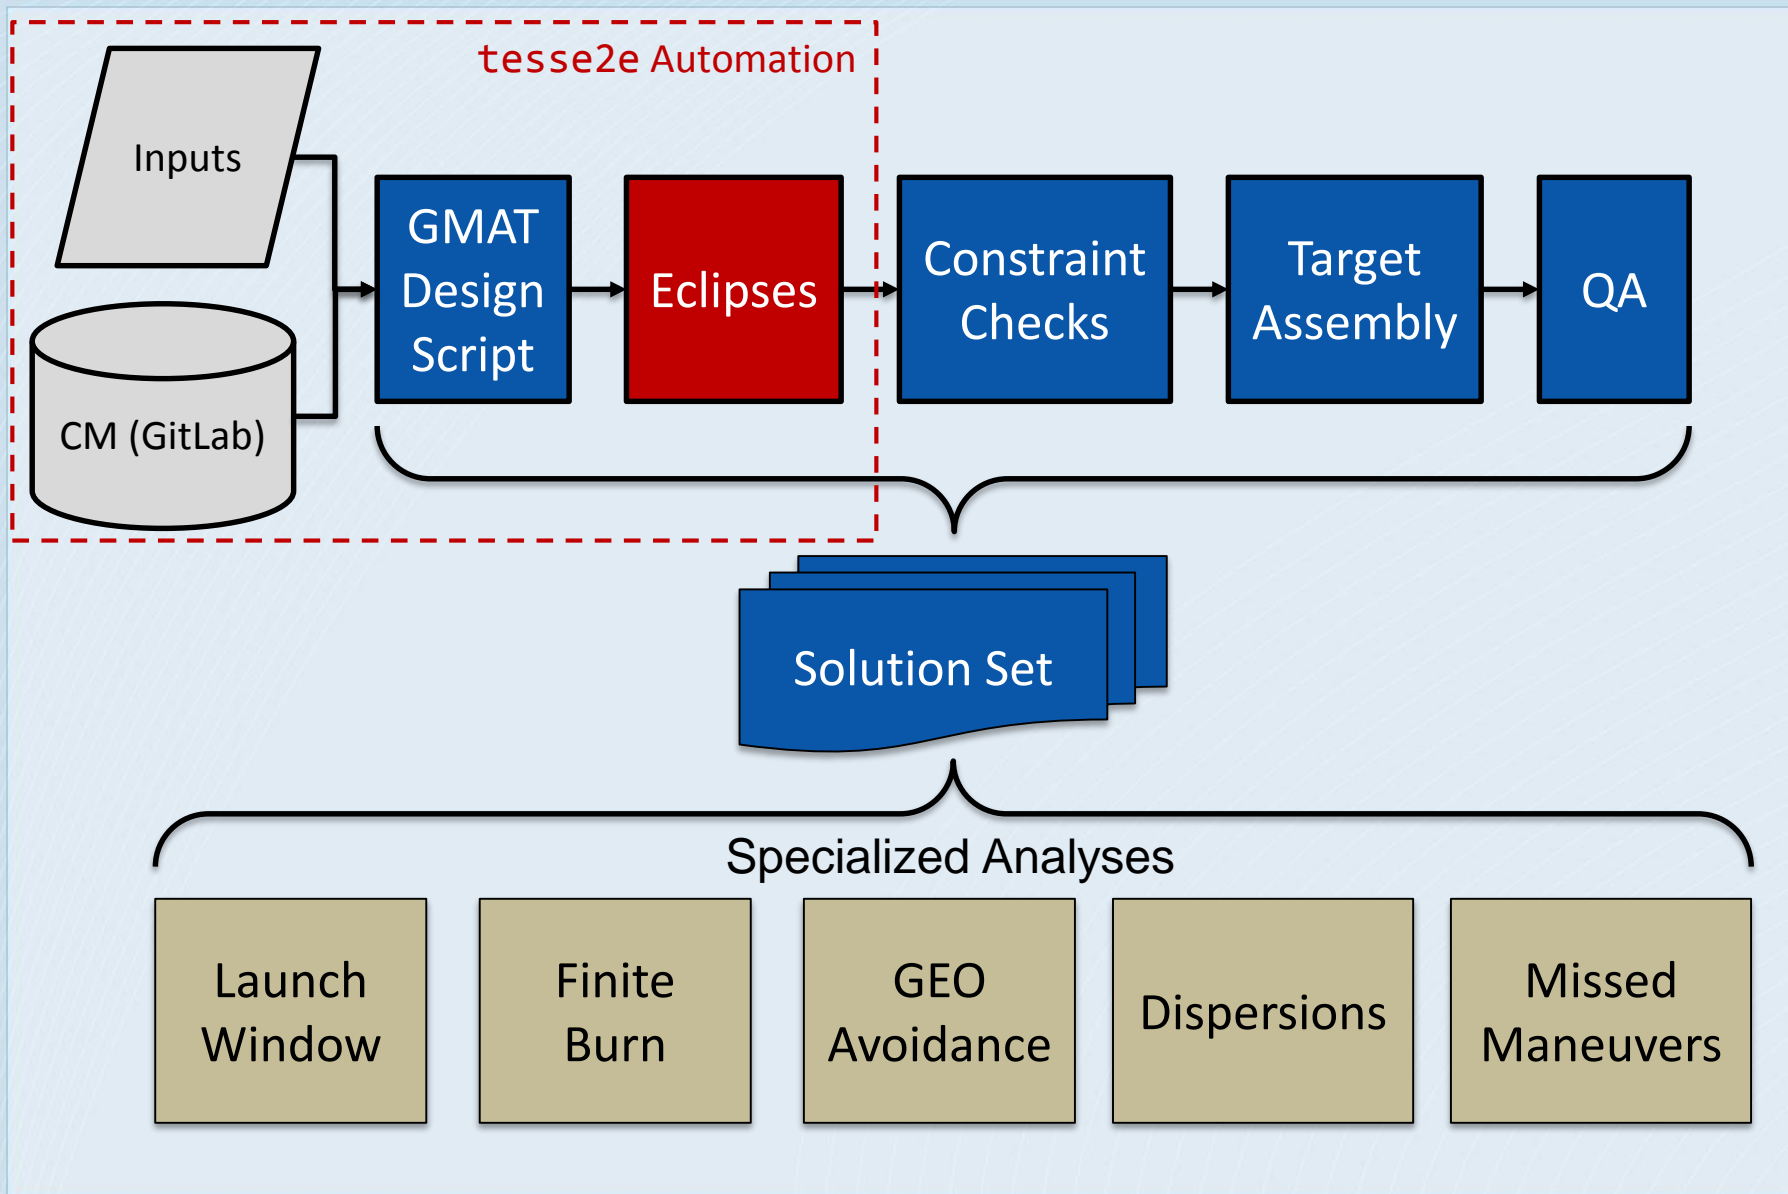 tesse2e Automation
Inputs
CM (GitLab)
GMAT
Design
Script
Eclipses
Constraint
Checks
Target
Assembly
QA
Solution Set
Specialized Analyses
Launch
Window
Finite
Burn
GEO
Avoidance
Dispersions
Missed
Maneuvers